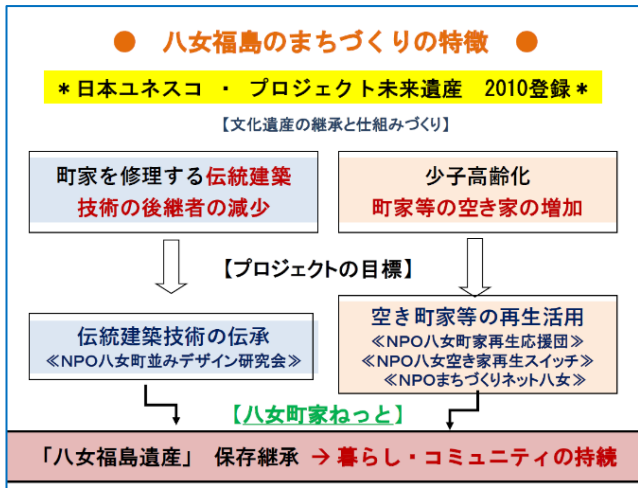 ● 八女福島のまちづくりの特徴 ●
＊日本ユネスコ ・ プロジェクト未来遺産 2010登録＊
【文化遺産の継承と仕組みづくり】
町家を修理する伝統建築
技術の後継者の減少
少子高齢化
町家等の空き家の増加
【プロジェクトの目標】
伝統建築技術の伝承
≪NPO八女町並みデザイン研究会≫
空き町家等の再生活用
≪NPO八女町家再生応援団≫
≪NPO八女空き家再生スイッチ≫
≪NPOまちづくりネット八女≫
【八女町家ねっと】
「八女福島遺産」 保存継承 → 暮らし・コミュニティの持続